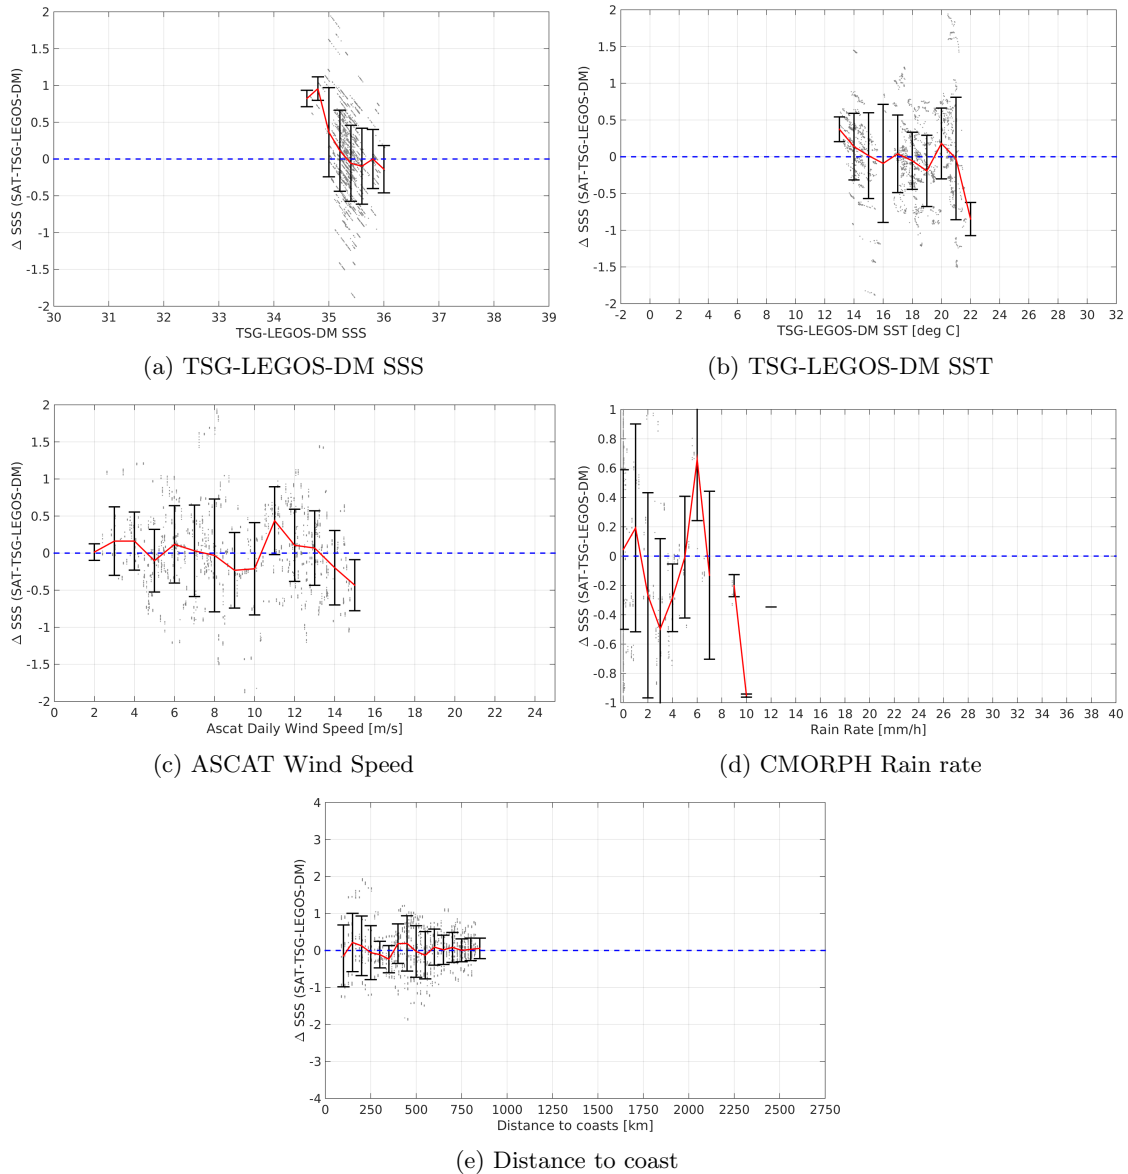 2
1.5
1
0.5
0
-0.5
-1
-1.5
-2
Δ SSS (SAT-TSG-LEGOS-DM)
30 31 32 33 34 35 36 37 38 39
TSG-LEGOS-DM SSS
(a) TSG-LEGOS-DM SSS
2
1.5
1
0.5
0
-0.5
-1
-1.5
-2
Δ SSS (SAT-TSG-LEGOS-DM)
-2 0 2 4 6 8 10 12 14 16 18 20 22 24 26 28 30 32
TSG-LEGOS-DM SST [deg C]
(b) TSG-LEGOS-DM SST
2
1.5
1
0.5
0
-0.5
-1
-1.5
-2
Δ SSS (SAT-TSG-LEGOS-DM)
0 2 4 6 8 10 12 14 16 18 20 22 24
Ascat Daily Wind Speed [m/s]
(c) ASCAT Wind Speed
1
0.8
0.6
0.4
0.2
0
-0.2
-0.4
-0.6
-0.8
-1
Δ SSS (SAT-TSG-LEGOS-DM)
0 2 4 6 8 10 12 14 16 18 20 22 24 26 28 30 32 34 36 38 40
Rain Rate [mm/h]
(d) CMORPH Rain rate
4
3
2
1
0
-1
-2
-3
-4
Δ SSS (SAT-TSG-LEGOS-DM)
0 250 500 750 1000 1250 1500 1750 2000 2250 2500 2750
Distance to coasts [km]
(e) Distance to coast